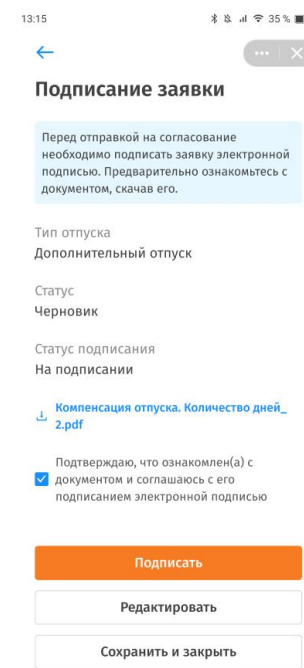 13:15
35 %
Подписание заявки
Перед отправкой на согласование
необходимо подписать заявку электронной
подписью. Предварительно ознакомьтесь с
документом, скачав его.
Тип отпуска
Дополнительный отпуск
Статус
Черновик
Статус подписания
На подписании
Компенсация отпуска. Количество дней_
2.pdf
Подтверждаю, что ознакомлен(а) с
документом и соглашаюсь с его
подписанием электронной подписью
Подписать
Редактировать
Сохранить и закрыть